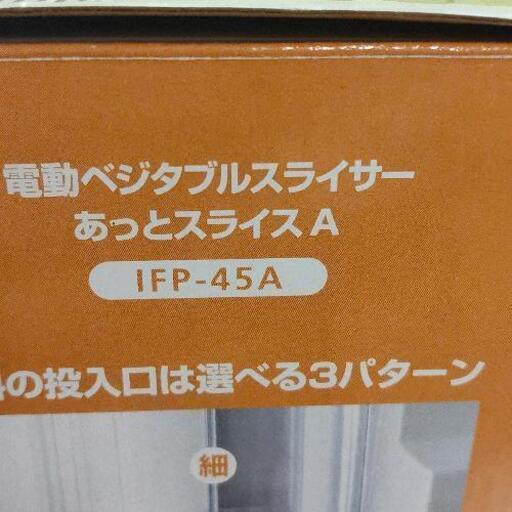 電動ベジタブルスライサー
あっとスライスA
IFP-45A
の投入口は選べる3パターン
細